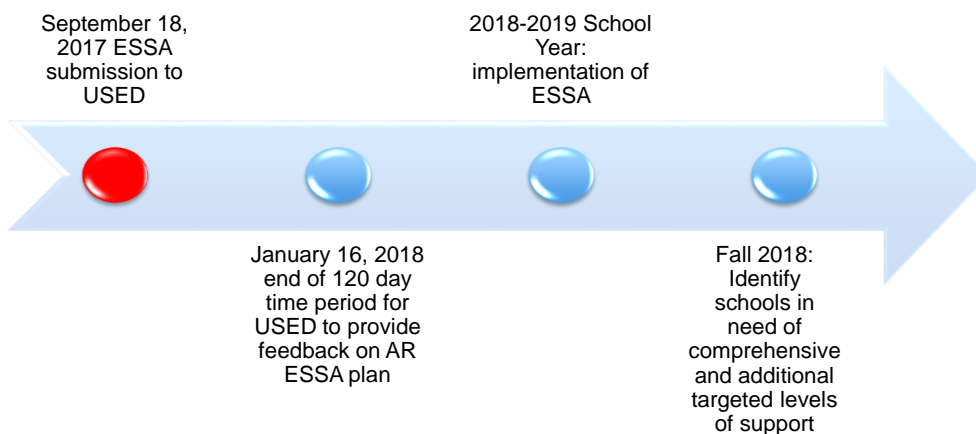 September 18,
2017 ESSA
submission to
USED
January 16, 2018
end of 120 day
time period for
USED to provide
feedback on AR
ESSA plan
2018-2019 School
Year:
implementation of
ESSA
Fall 2018:
Identify
schools in
need of
comprehensive
and additional
targeted levels
of support